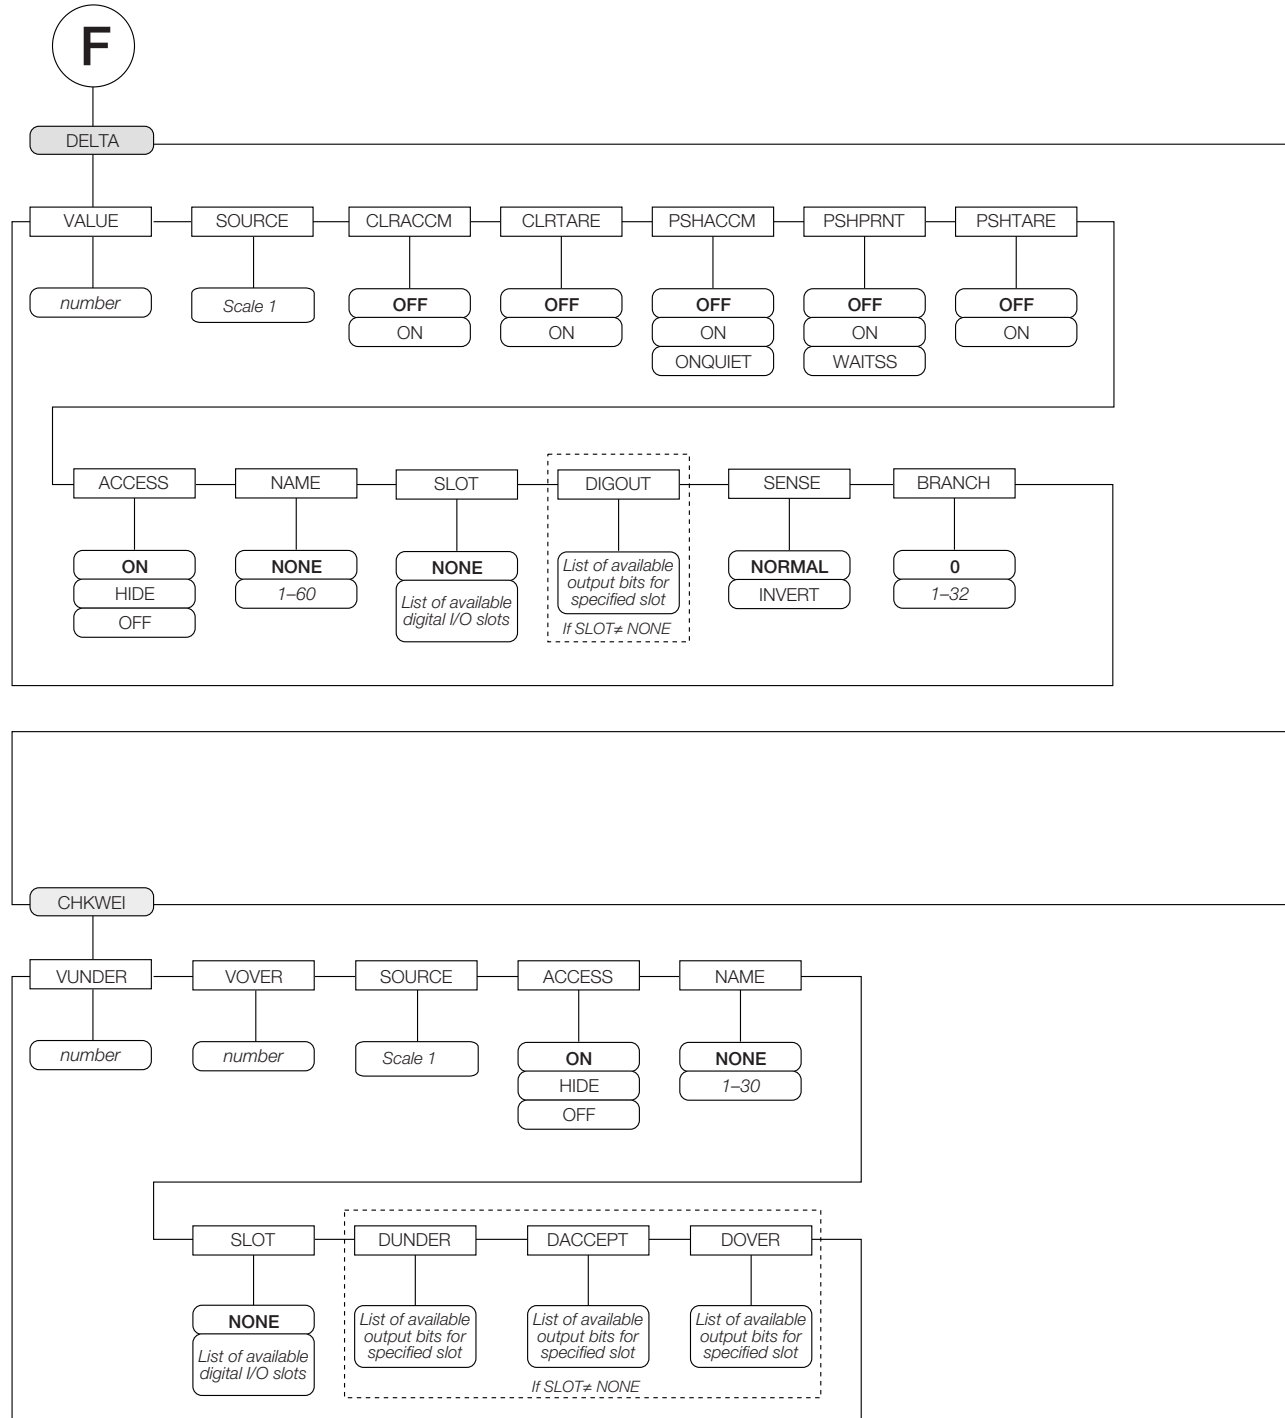 F
DELTA
VALUE SOURCE CLRACCM CLRTARE PSHACCM PSHPRNT PSHTARE
number Scale 1 OFF OFF OFF OFF OFF
ON ON ON ON ON
ONQUIET WAITSS
ACCESS NAME SLOT DIGOUT SENSE BRANCH
ON
HIDE
OFF
NONE
1–60
NONE
List of available
digital I/O slots
List of available
output bits for
specified slot
If SLOT≠ NONE
NORMAL
INVERT
0
1–32
CHKWEI
VUNDER VOVER SOURCE ACCESS NAME
number number Scale 1
ON
HIDE
OFF
NONE
1–30
SLOT DUNDER DACCEPT DOVER
NONE
List of available
digital I/O slots
List of available
output bits for
specified slot
List of available
output bits for
specified slot
List of available
output bits for
specified slot
If SLOT≠ NONE